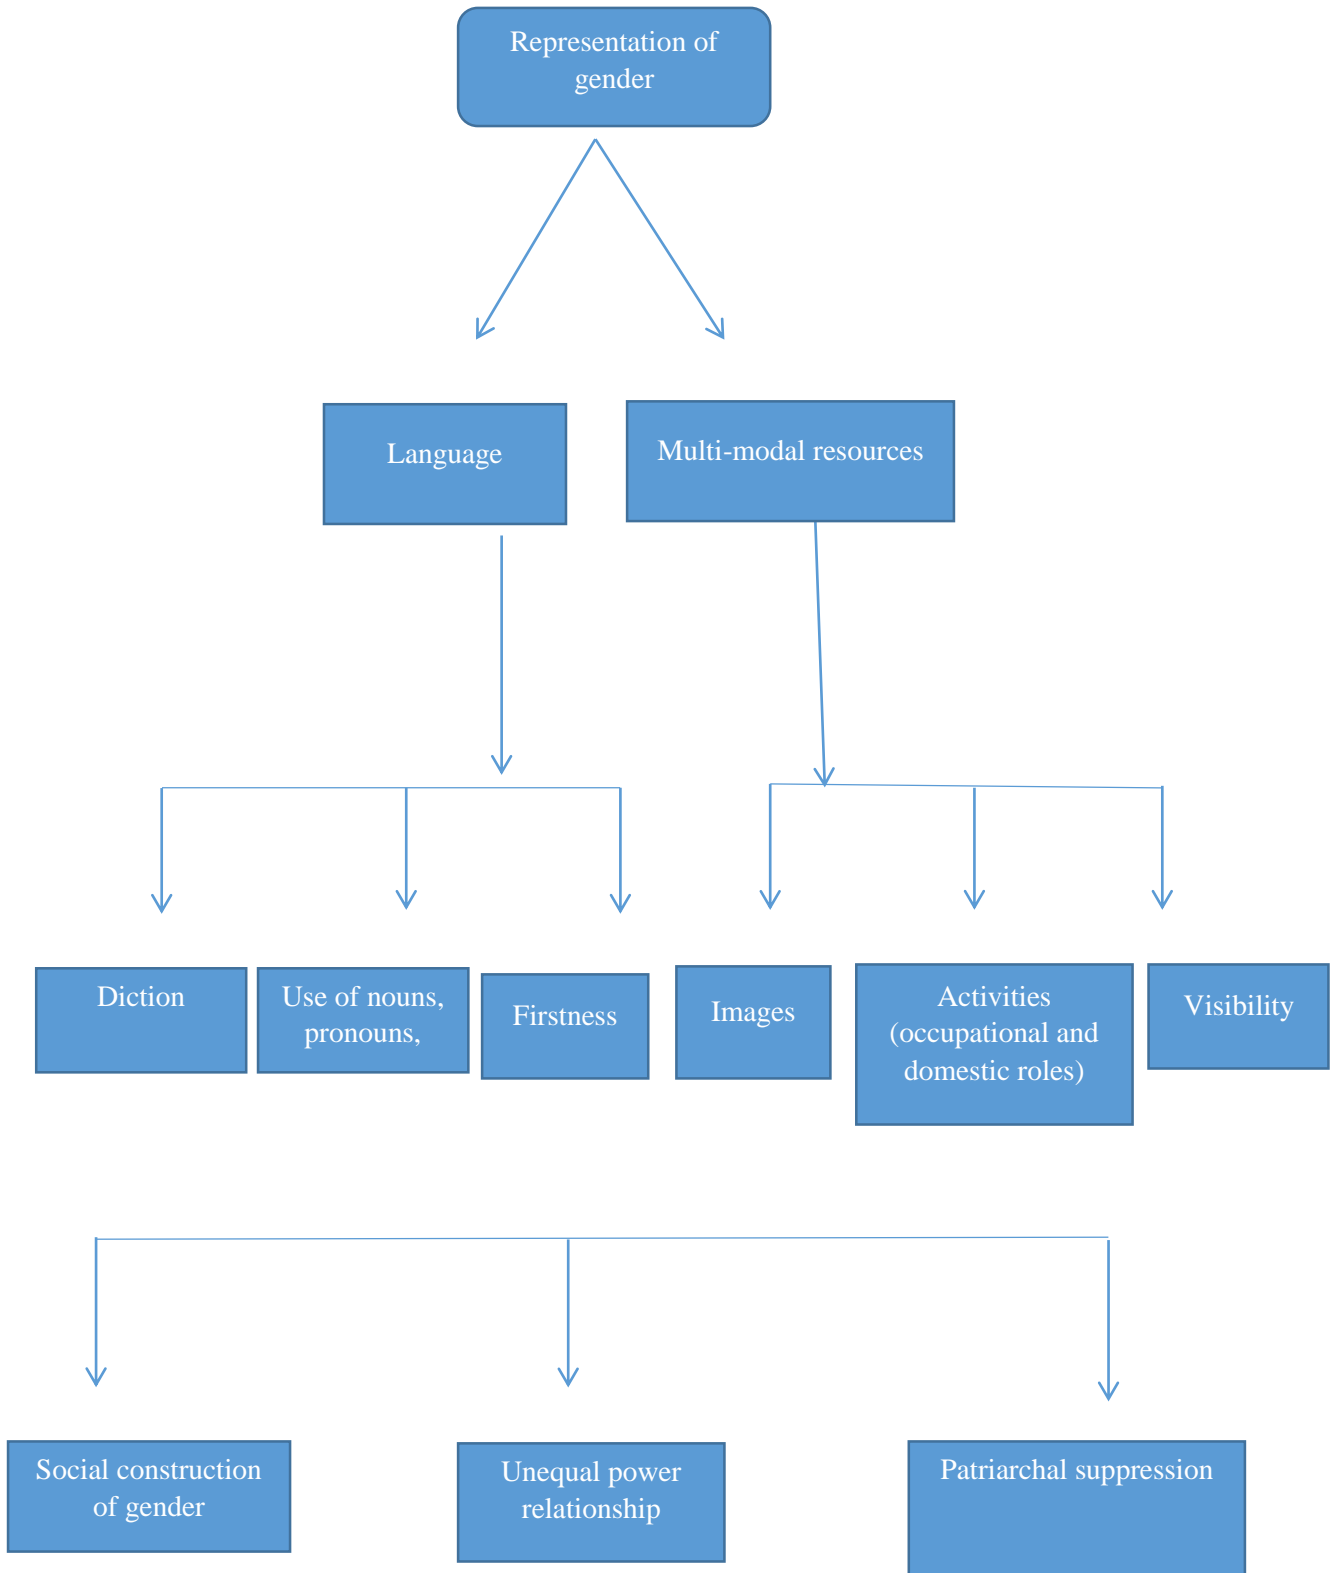 Representation of
gender
Language
Multi-modal resources
Diction
Use of nouns,
pronouns,
Firstness
Images
Activities
(occupational and
domestic roles)
Visibility
Social construction
of gender
Unequal power
relationship
Patriarchal suppression